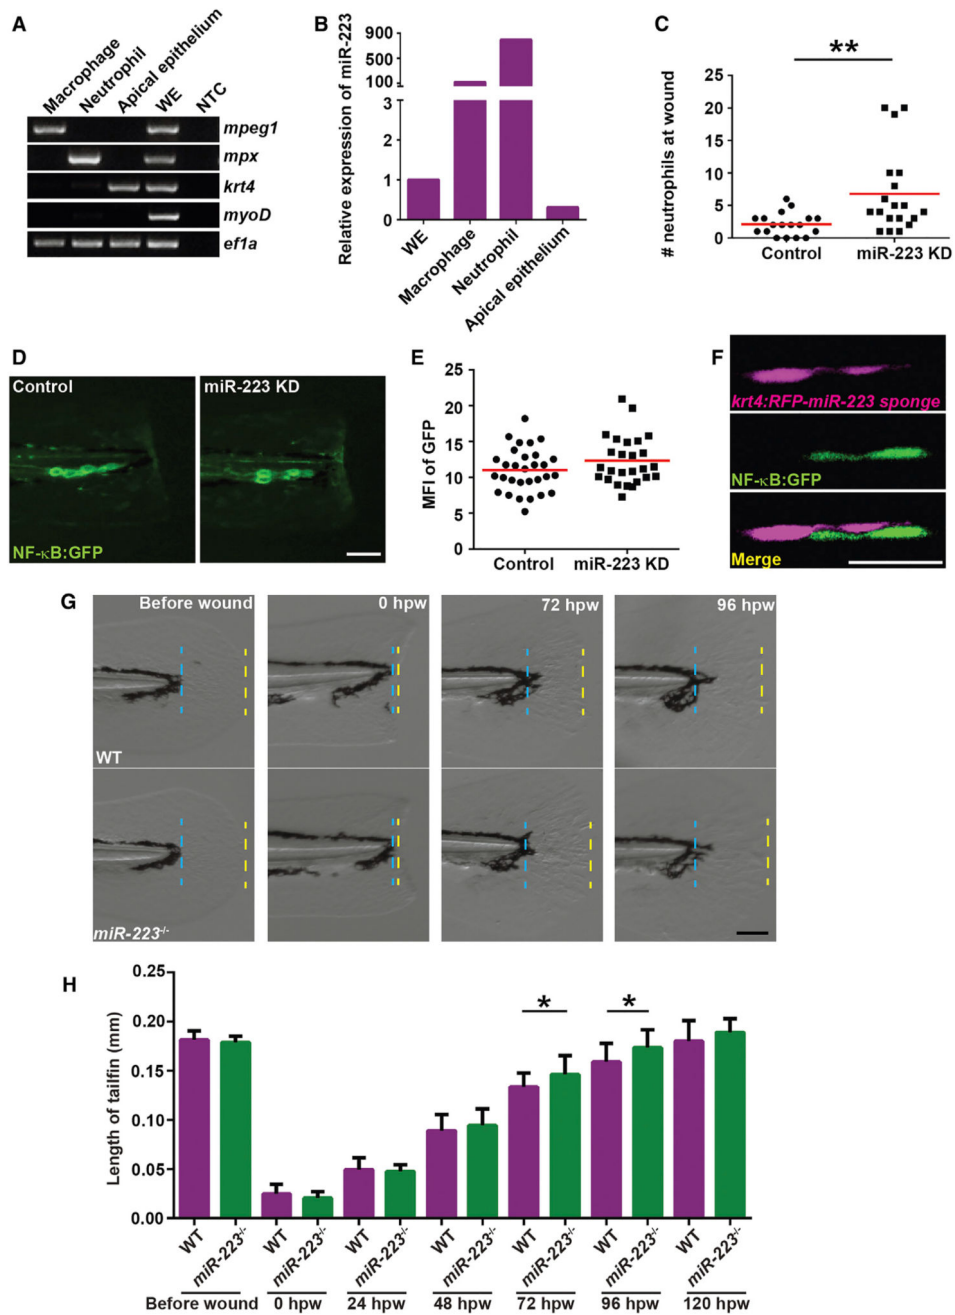 A
Macrophage
Neutrophil
Apical epithelium
WE
NTC
mpeg1
mpx
krt4
myoD
ef1a
B
Relative expression of miR-223
900
500
100
3
2
1
0
WE
Macrophage
Neutrophil
Apical epithelium
C
**
# neutrophils at wound
25
20
15
10
5
0
Control
miR-223 KD
D
Control
miR-223 KD
NF-κB:GFP
E
MFI of GFP
25
20
15
10
5
0
Control
miR-223 KD
F
krt4:RFP-miR-223 sponge
NF-κB:GFP
Merge
G
Before wound
0 hpw
72 hpw
96 hpw
WT
miR-223-/-
H
Length of tailfin (mm)
0.25
0.20
0.15
0.10
0.05
0.00
*
*
WT
miR-223-/-
WT
miR-223-/-
WT
miR-223-/-
WT
miR-223-/-
WT
miR-223-/-
WT
miR-223-/-
WT
miR-223-/-
Before wound
0 hpw
24 hpw
48 hpw
72 hpw
96 hpw
120 hpw